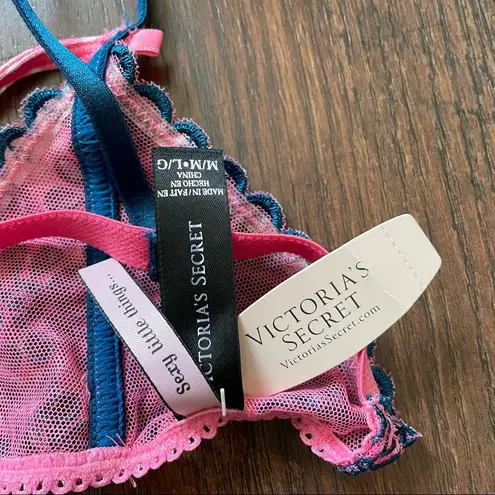 MADE IN / FAIT EN
HECHO EN
CHINA
M/M•L/G
VICTORIA'S SECRET
Sexy little things...
VICTORIA'S
SECRET
VictoriasSecret.com